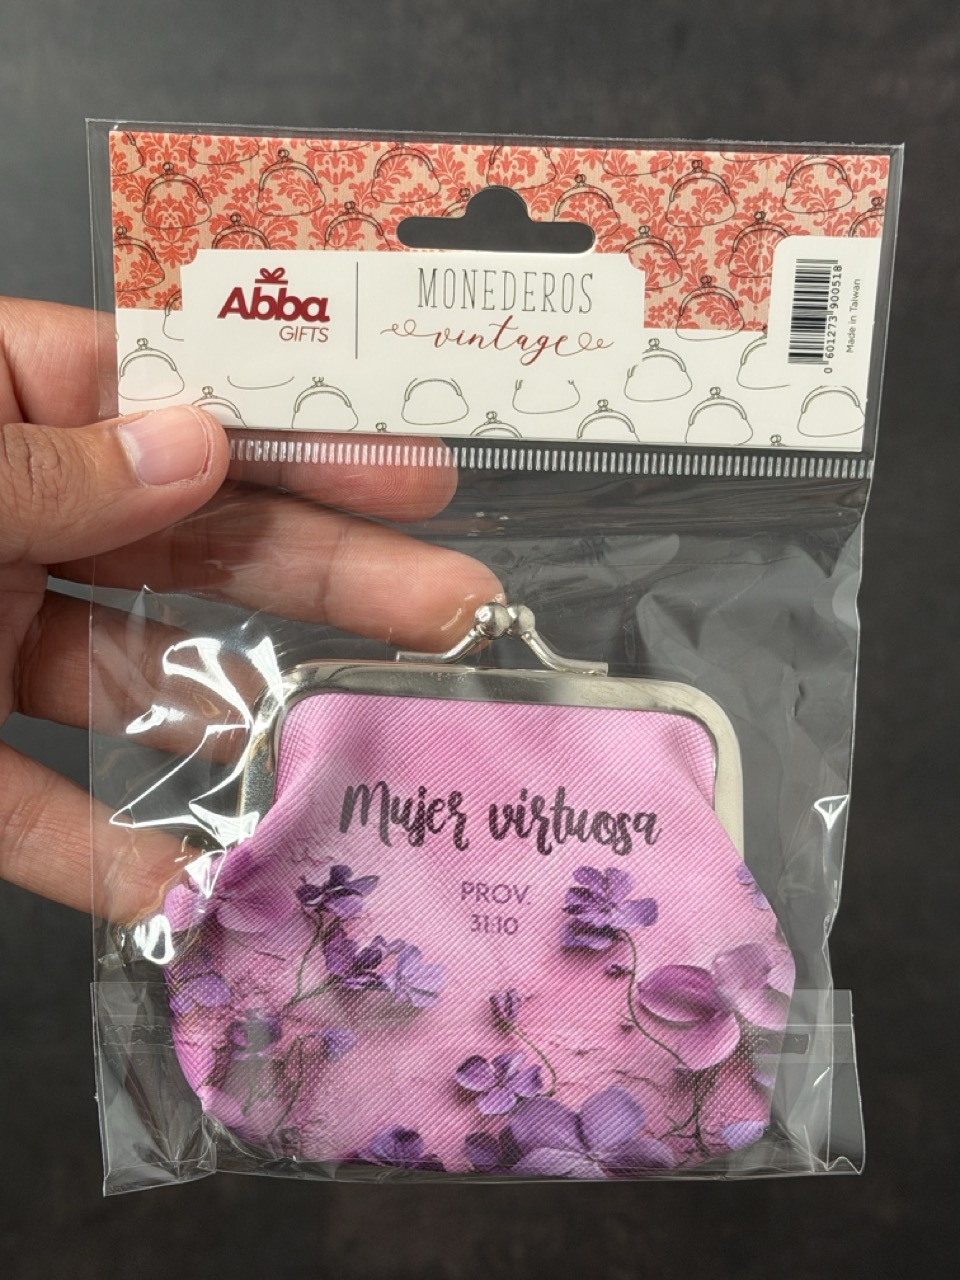 Abba
GIFTS
MONEDEROS
vintage
0 601273 900518
Made in Taiwan
Mujer virtuosa
PROV.
31:10